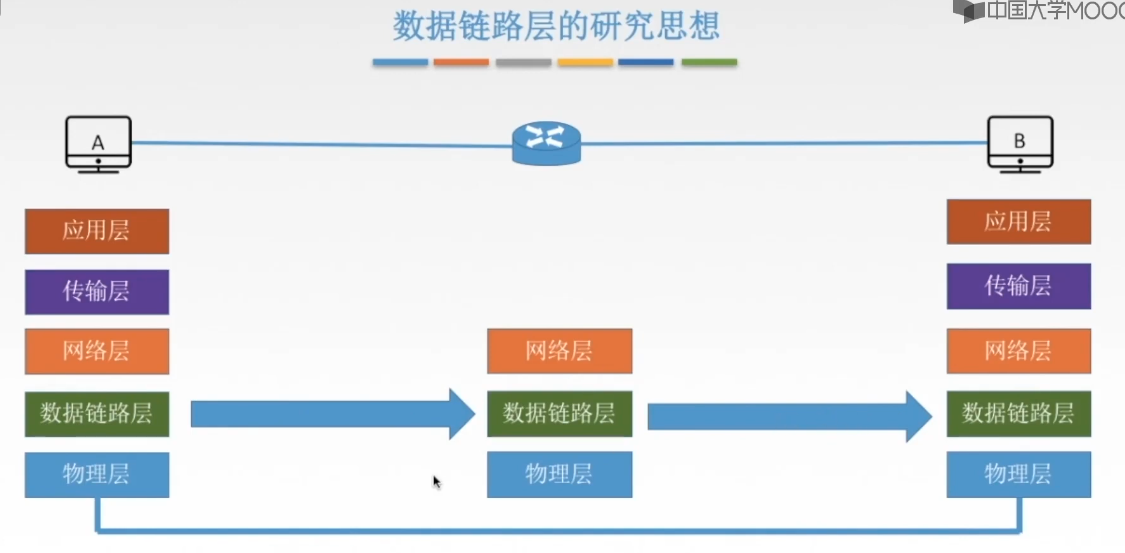 中国大学MOOC
数据链路层的研究思想
A
B
应用层
传输层
网络层
数据链路层
物理层
网络层
数据链路层
物理层
应用层
传输层
网络层
数据链路层
物理层